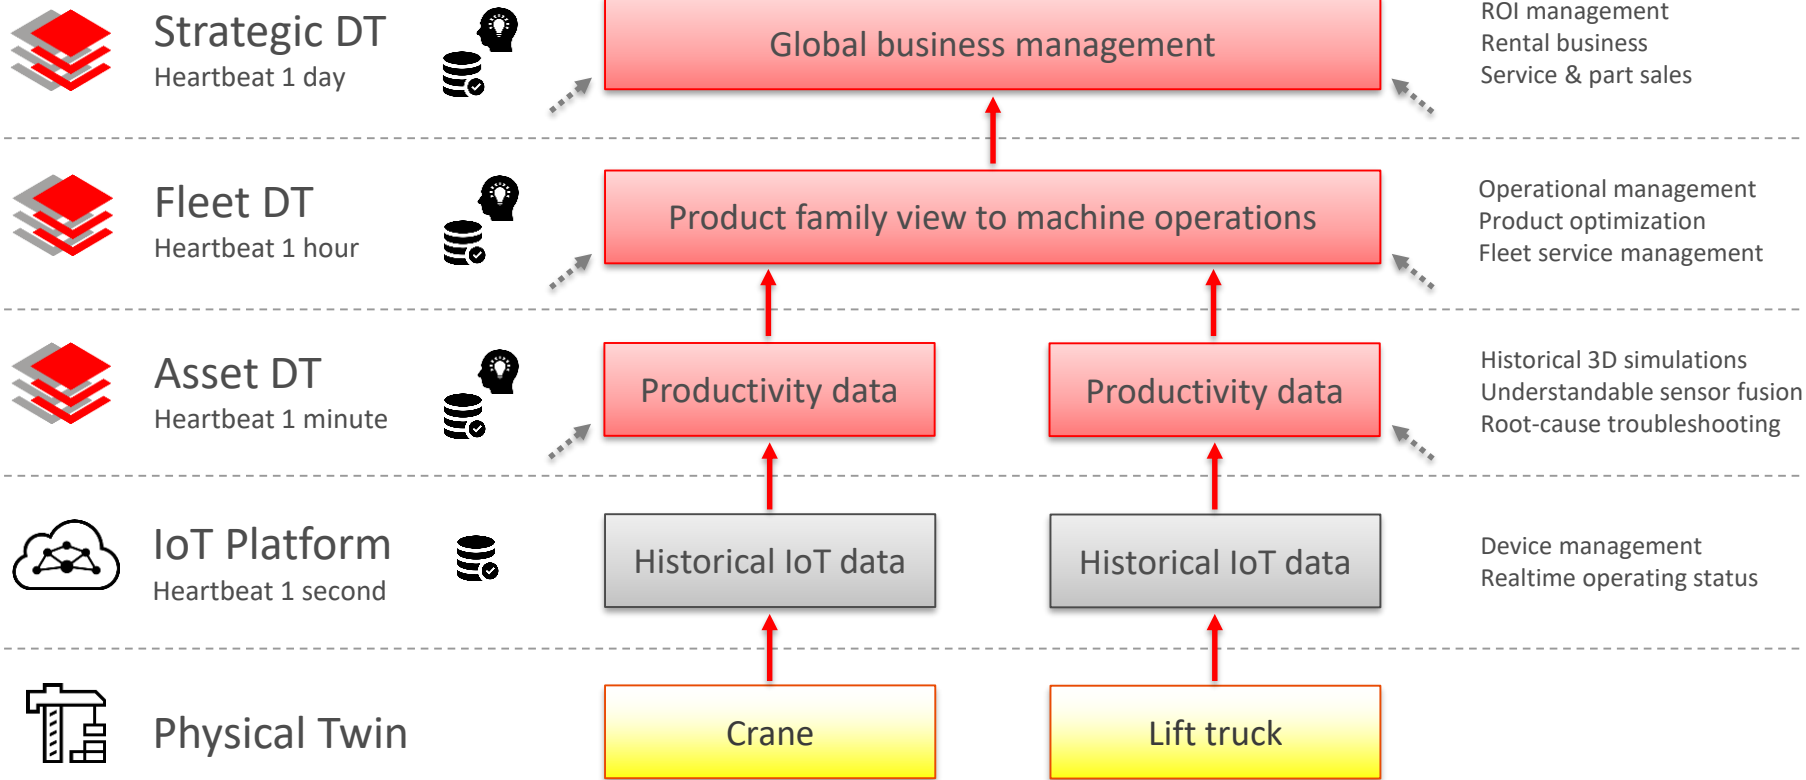 Strategic DT
Heartbeat 1 day
Global business management
ROI management
Rental business
Service & part sales
Fleet DT
Heartbeat 1 hour
Product family view to machine operations
Operational management
Product optimization
Fleet service management
Asset DT
Heartbeat 1 minute
Productivity data
Productivity data
Historical 3D simulations
Understandable sensor fusion
Root-cause troubleshooting
IoT Platform
Heartbeat 1 second
Historical IoT data
Historical IoT data
Device management
Realtime operating status
Physical Twin
Crane
Lift truck